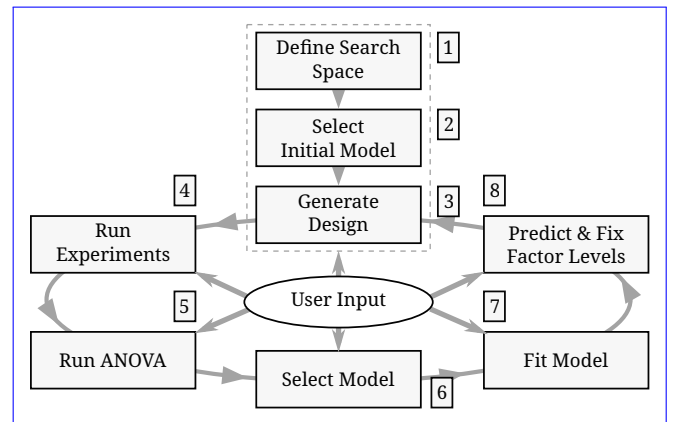 Define Search
Space
1
Select
Initial Model
2
Generate
Design
3
4
8
Run
Experiments
Predict & Fix
Factor Levels
User Input
5
7
Run ANOVA
Select Model
6
Fit Model